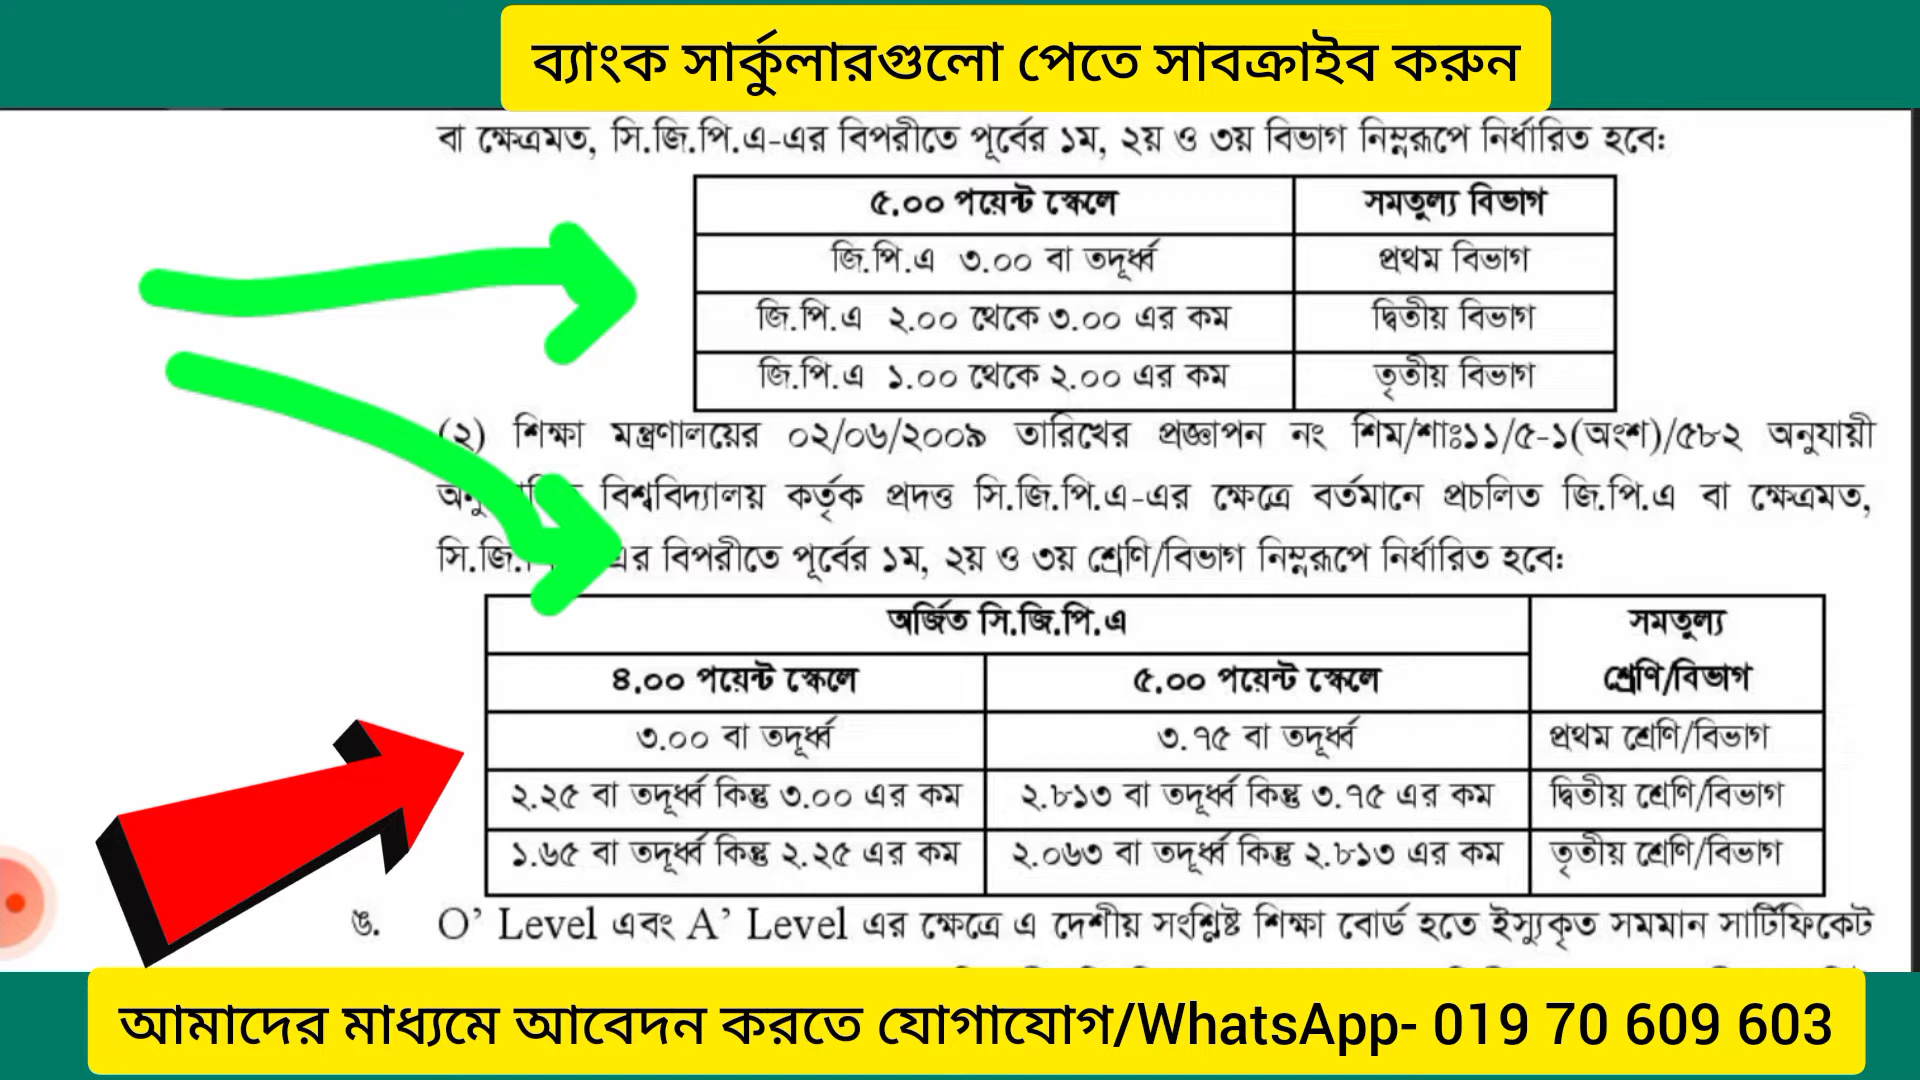 ব্যাংক সার্কুলারগুলো পেতে সাবক্রাইব করুন
বা ক্ষেত্রমত, সি.জি.পি.এ-এর বিপরীতে পূর্বের ১ম, ২য় ও ৩য় বিভাগ নিম্নরূপে নির্ধারিত হবে:
৫.০০ পয়েন্ট স্কেলে সমতুল্য বিভাগ
জি.পি.এ ৩.০০ বা তদূর্ধ্ব প্রথম বিভাগ
জি.পি.এ ২.০০ থেকে ৩.০০ এর কম দ্বিতীয় বিভাগ
জি.পি.এ ১.০০ থেকে ২.০০ এর কম তৃতীয় বিভাগ
(২) শিক্ষা মন্ত্রণালয়ের ০২/০৬/২০০৯ তারিখের প্রজ্ঞাপন নং শিম/শাঃ১১/৫-১(অংশ)/৫৮২ অনুযায়ী
বিশ্ববিদ্যালয় কর্তৃক প্রদত্ত সি.জি.পি.এ-এর ক্ষেত্রে বর্তমানে প্রচলিত জি.পি.এ বা ক্ষেত্রমত,
সি.জি. এর বিপরীতে পূর্বের ১ম, ২য় ও ৩য় শ্রেণি/বিভাগ নিম্নরূপে নির্ধারিত হবে:
অর্জিত সি.জি.পি.এ সমতুল্য
৪.০০ পয়েন্ট স্কেলে ৫.০০ পয়েন্ট স্কেলে শ্রেণি/বিভাগ
৩.০০ বা তদূর্ধ্ব ৩.৭৫ বা তদূর্ধ্ব প্রথম শ্রেণি/বিভাগ
২.২৫ বা তদূর্ধ্ব কিন্তু ৩.০০ এর কম ২.৮১৩ বা তদূর্ধ্ব কিন্তু ৩.৭৫ এর কম দ্বিতীয় শ্রেণি/বিভাগ
১.৬৫ বা তদূর্ধ্ব কিন্তু ২.২৫ এর কম ২.০৬৩ বা তদূর্ধ্ব কিন্তু ২.৮১৩ এর কম তৃতীয় শ্রেণি/বিভাগ
ঙ. O’ Level এবং A’ Level এর ক্ষেত্রে এ দেশীয় সংশ্লিষ্ট শিক্ষা বোর্ড হতে ইস্যুকৃত সমমান সার্টিফিকেট
আমাদের মাধ্যমে আবেদন করতে যোগাযোগ/WhatsApp- 019 70 609 603